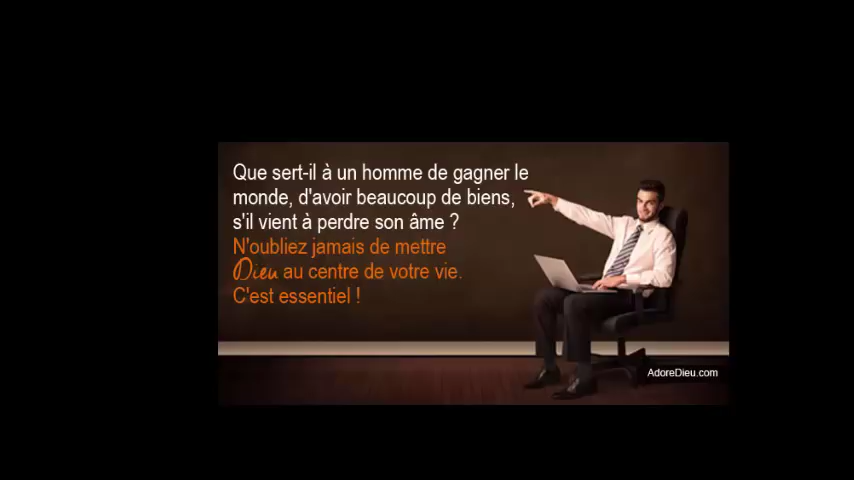 Que sert-il à un homme de gagner le
monde, d'avoir beaucoup de biens,
s'il vient à perdre son âme ?
N'oubliez jamais de mettre
Dieu au centre de votre vie.
C'est essentiel !
AdoreDieu.com